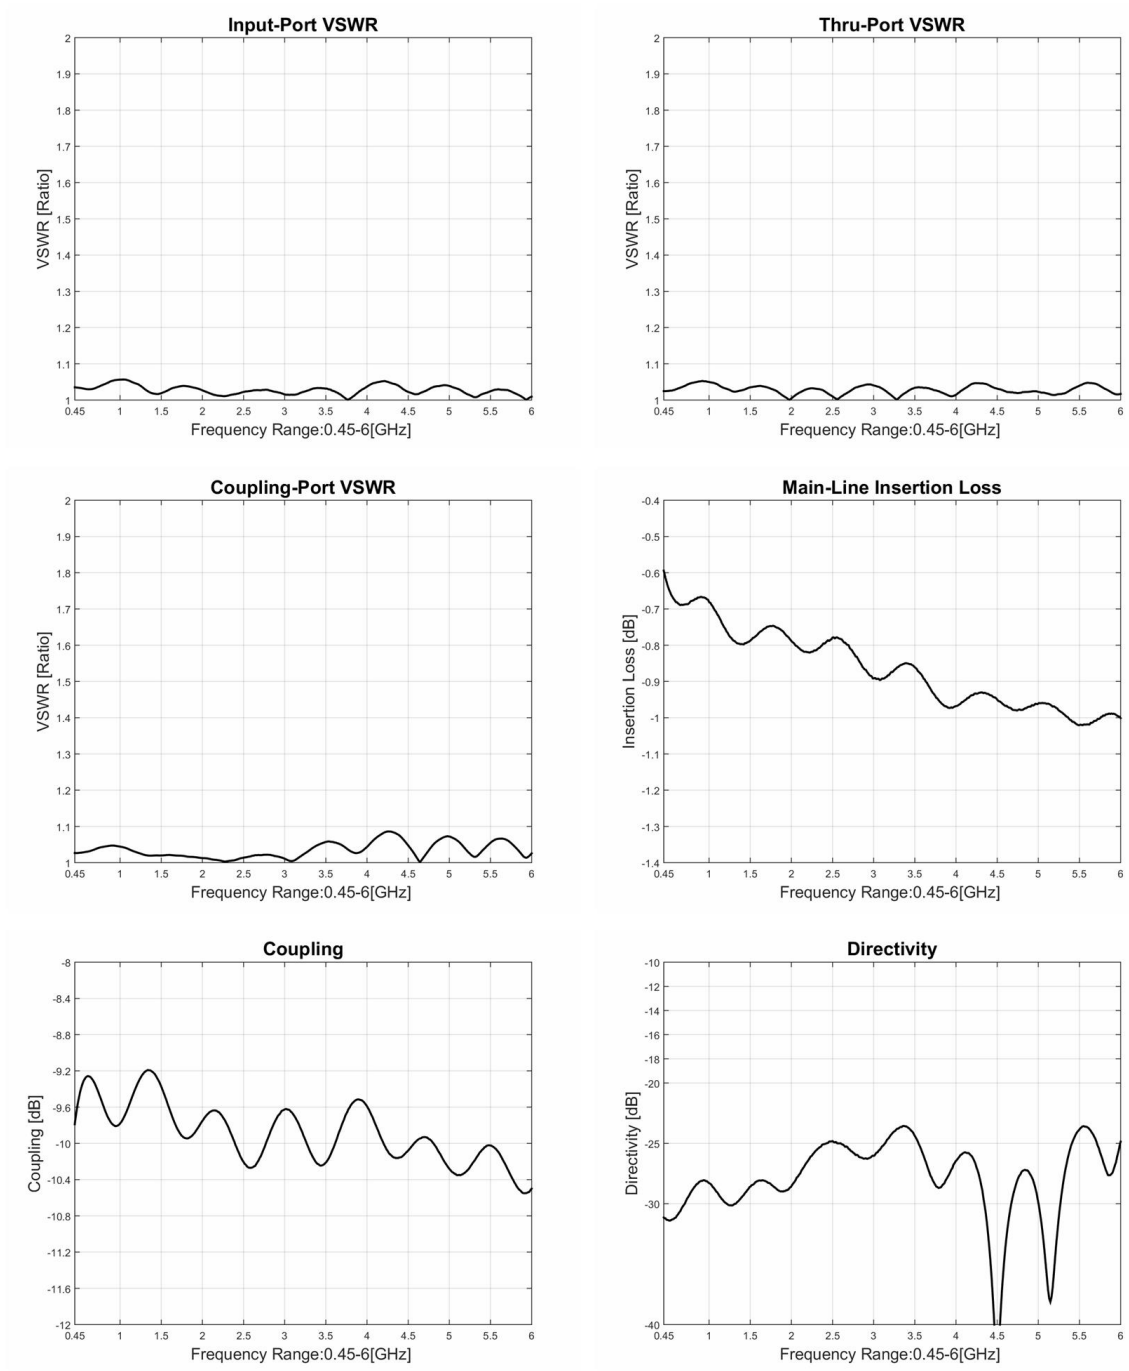 Input-Port VSWR
2
1.9
1.8
1.7
1.6
1.5
1.4
1.3
1.2
1.1
1
VSWR [Ratio]
0.45 1 1.5 2 2.5 3 3.5 4 4.5 5 5.5 6
Frequency Range:0.45-6[GHz]
Thru-Port VSWR
2
1.9
1.8
1.7
1.6
1.5
1.4
1.3
1.2
1.1
1
VSWR [Ratio]
0.45 1 1.5 2 2.5 3 3.5 4 4.5 5 5.5 6
Frequency Range:0.45-6[GHz]
Coupling-Port VSWR
2
1.9
1.8
1.7
1.6
1.5
1.4
1.3
1.2
1.1
1
VSWR [Ratio]
0.45 1 1.5 2 2.5 3 3.5 4 4.5 5 5.5 6
Frequency Range:0.45-6[GHz]
Main-Line Insertion Loss
-0.4
-0.5
-0.6
-0.7
-0.8
-0.9
-1
-1.1
-1.2
-1.3
-1.4
Insertion Loss [dB]
0.45 1 1.5 2 2.5 3 3.5 4 4.5 5 5.5 6
Frequency Range:0.45-6[GHz]
Coupling
-8
-8.4
-8.8
-9.2
-9.6
-10
-10.4
-10.8
-11.2
-11.6
-12
Coupling [dB]
0.45 1 1.5 2 2.5 3 3.5 4 4.5 5 5.5 6
Frequency Range:0.45-6[GHz]
Directivity
-10
-12
-14
-16
-18
-20
-25
-30
-40
Directivity [dB]
0.45 1 1.5 2 2.5 3 3.5 4 4.5 5 5.5 6
Frequency Range:0.45-6[GHz]